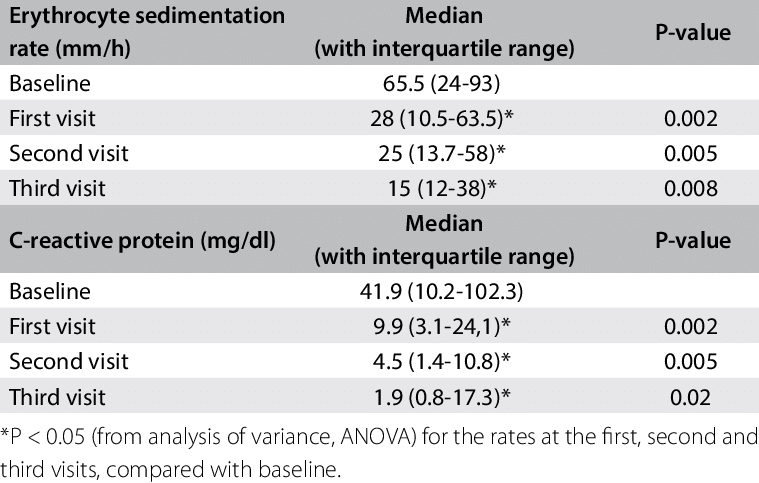 Erythrocyte sedimentation rate (mm/h) Median (with interquartile range) P-value
Baseline 65.5 (24-93)
First visit 28 (10.5-63.5)* 0.002
Second visit 25 (13.7-58)* 0.005
Third visit 15 (12-38)* 0.008
C-reactive protein (mg/dl) Median (with interquartile range) P-value
Baseline 41.9 (10.2-102.3)
First visit 9.9 (3.1-24,1)* 0.002
Second visit 4.5 (1.4-10.8)* 0.005
Third visit 1.9 (0.8-17.3)* 0.02
*P < 0.05 (from analysis of variance, ANOVA) for the rates at the first, second and
third visits, compared with baseline.